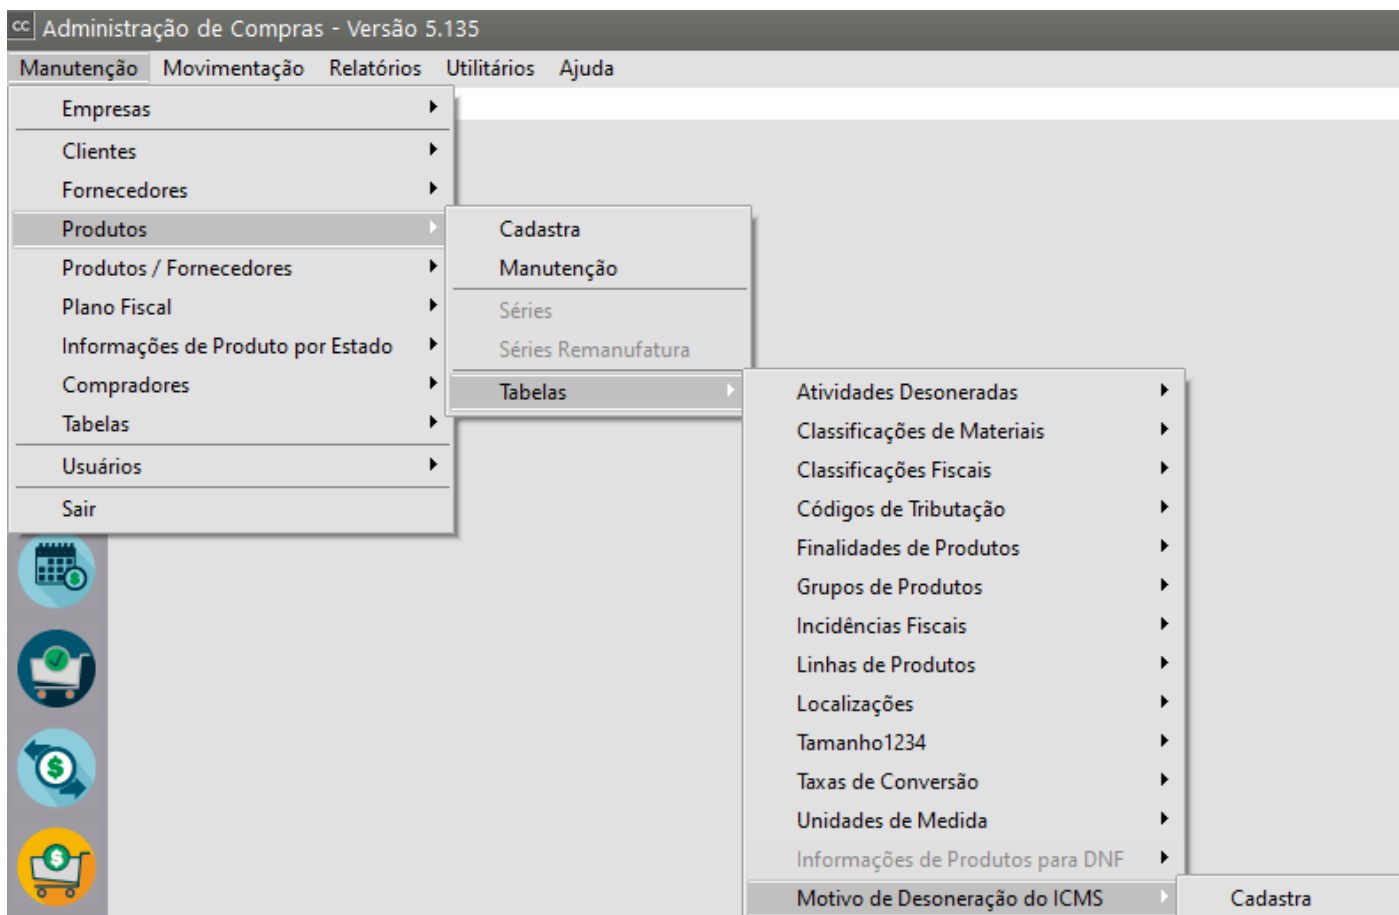 cc Administração de Compras - Versão 5.135
Manutenção Movimentação Relatórios Utilitários Ajuda
Empresas
Clientes
Fornecedores
Produtos
Produtos / Fornecedores
Plano Fiscal
Informações de Produto por Estado
Compradores
Tabelas
Usuários
Sair
Cadastra
Manutenção
Séries
Séries Remanufatura
Tabelas
Atividades Desoneradas
Classificações de Materiais
Classificações Fiscais
Códigos de Tributação
Finalidades de Produtos
Grupos de Produtos
Incidências Fiscais
Linhas de Produtos
Localizações
Tamanho1234
Taxas de Conversão
Unidades de Medida
Informações de Produtos para DNF
Motivo de Desoneração do ICMS
Cadastra